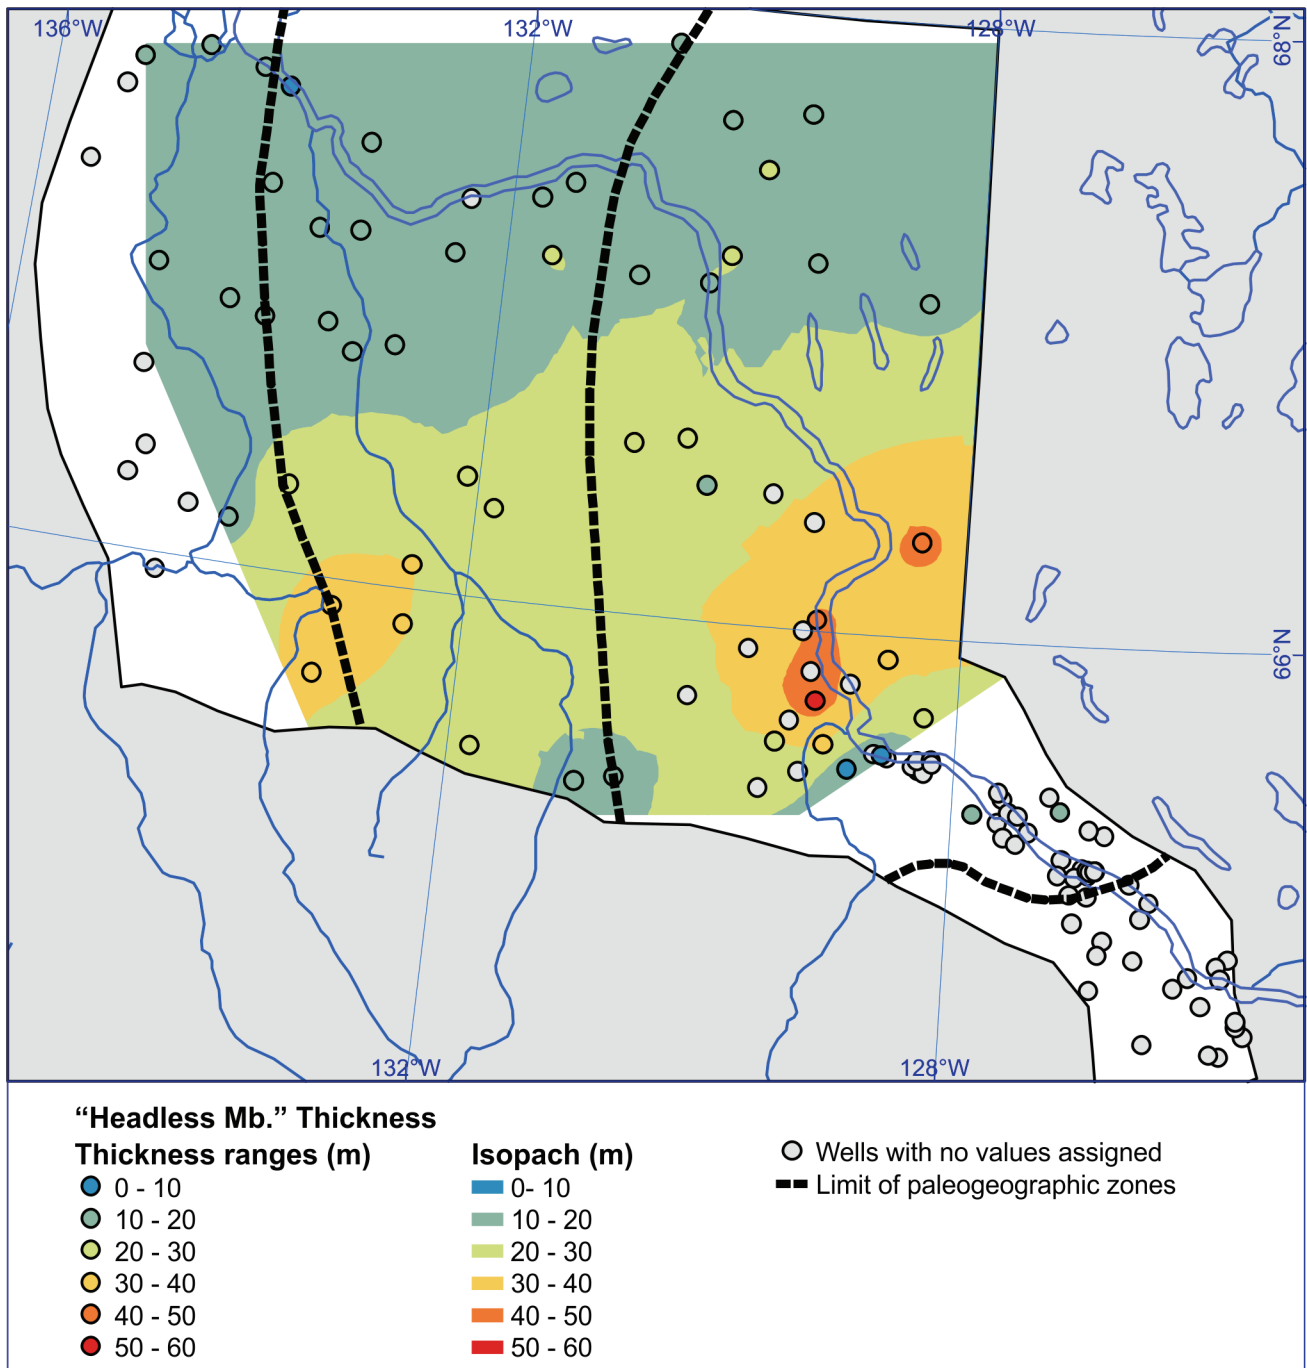 136°W 132°W 128°W
68°N
66°N
132°W 128°W
“Headless Mb.” Thickness
Thickness ranges (m)
0 - 10
10 - 20
20 - 30
30 - 40
40 - 50
50 - 60
Isopach (m)
0- 10
10 - 20
20 - 30
30 - 40
40 - 50
50 - 60
Wells with no values assigned
Limit of paleogeographic zones